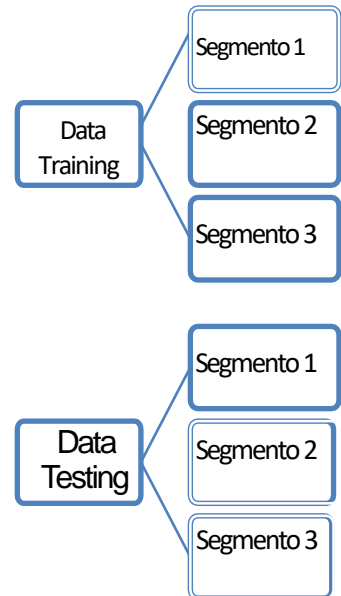 Data
Training
Segmento 1
Segmento 2
Segmento 3
Data
Testing
Segmento 1
Segmento 2
Segmento 3